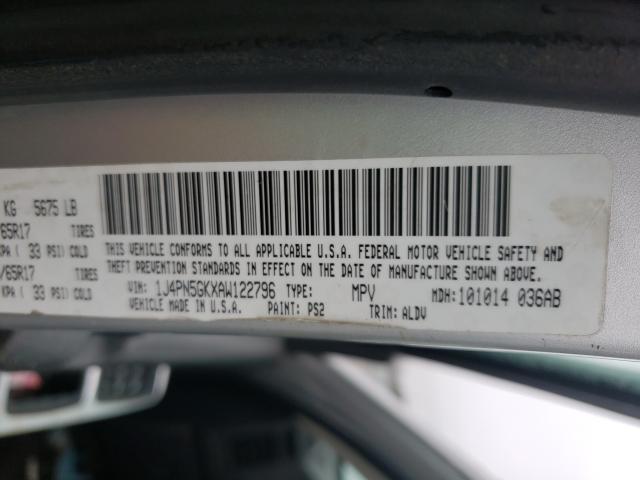 KG 5675 LB
65R17 TIRES
KPA ( 33 PSI) COLD
/65R17 TIRES
KPA ( 33 PSI) COLD
THIS VEHICLE CONFORMS TO ALL APPLICABLE U.S.A. FEDERAL MOTOR VEHICLE SAFETY AND
THEFT PREVENTION STANDARDS IN EFFECT ON THE DATE OF MANUFACTURE SHOWN ABOVE.
VIN: 1J4PN5GKXAW122796 TYPE: MPV MDH: 101014 036AB
VEHICLE MADE IN U.S.A. PAINT: PS2 TRIM: ALDV